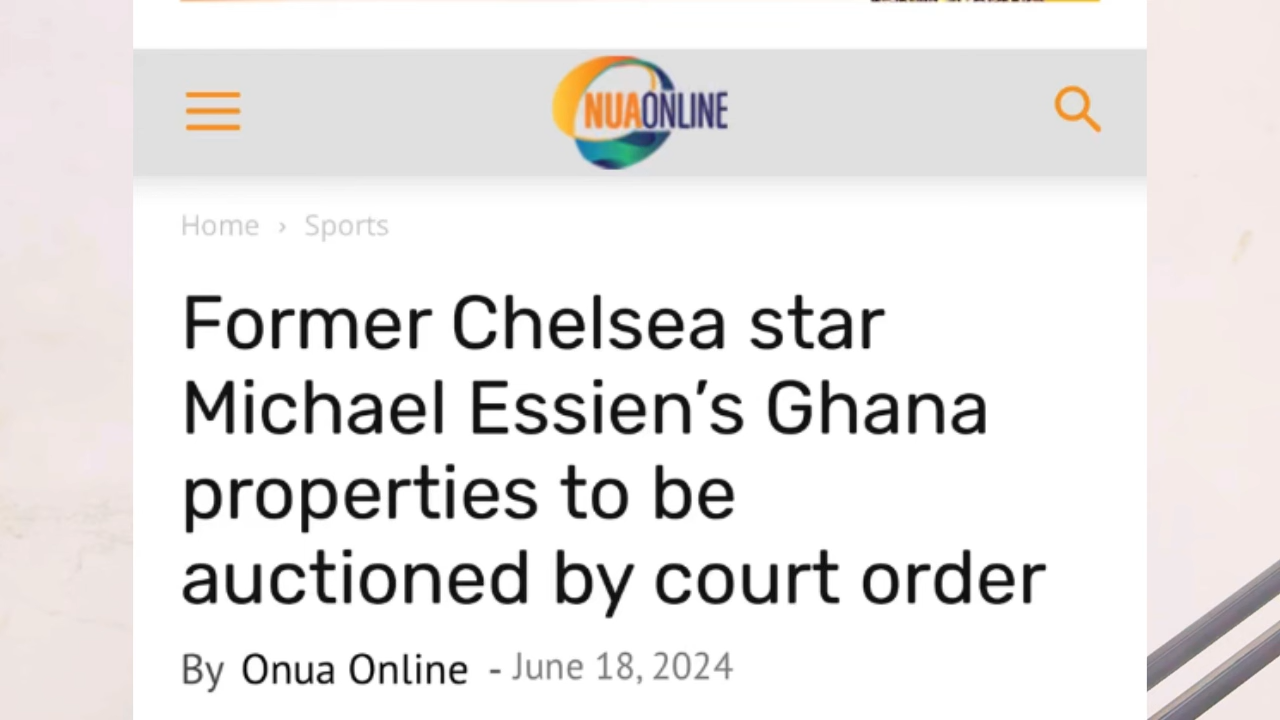 NUAONLINE
Home › Sports
Former Chelsea star
Michael Essien’s Ghana
properties to be
auctioned by court order
By Onua Online - June 18, 2024